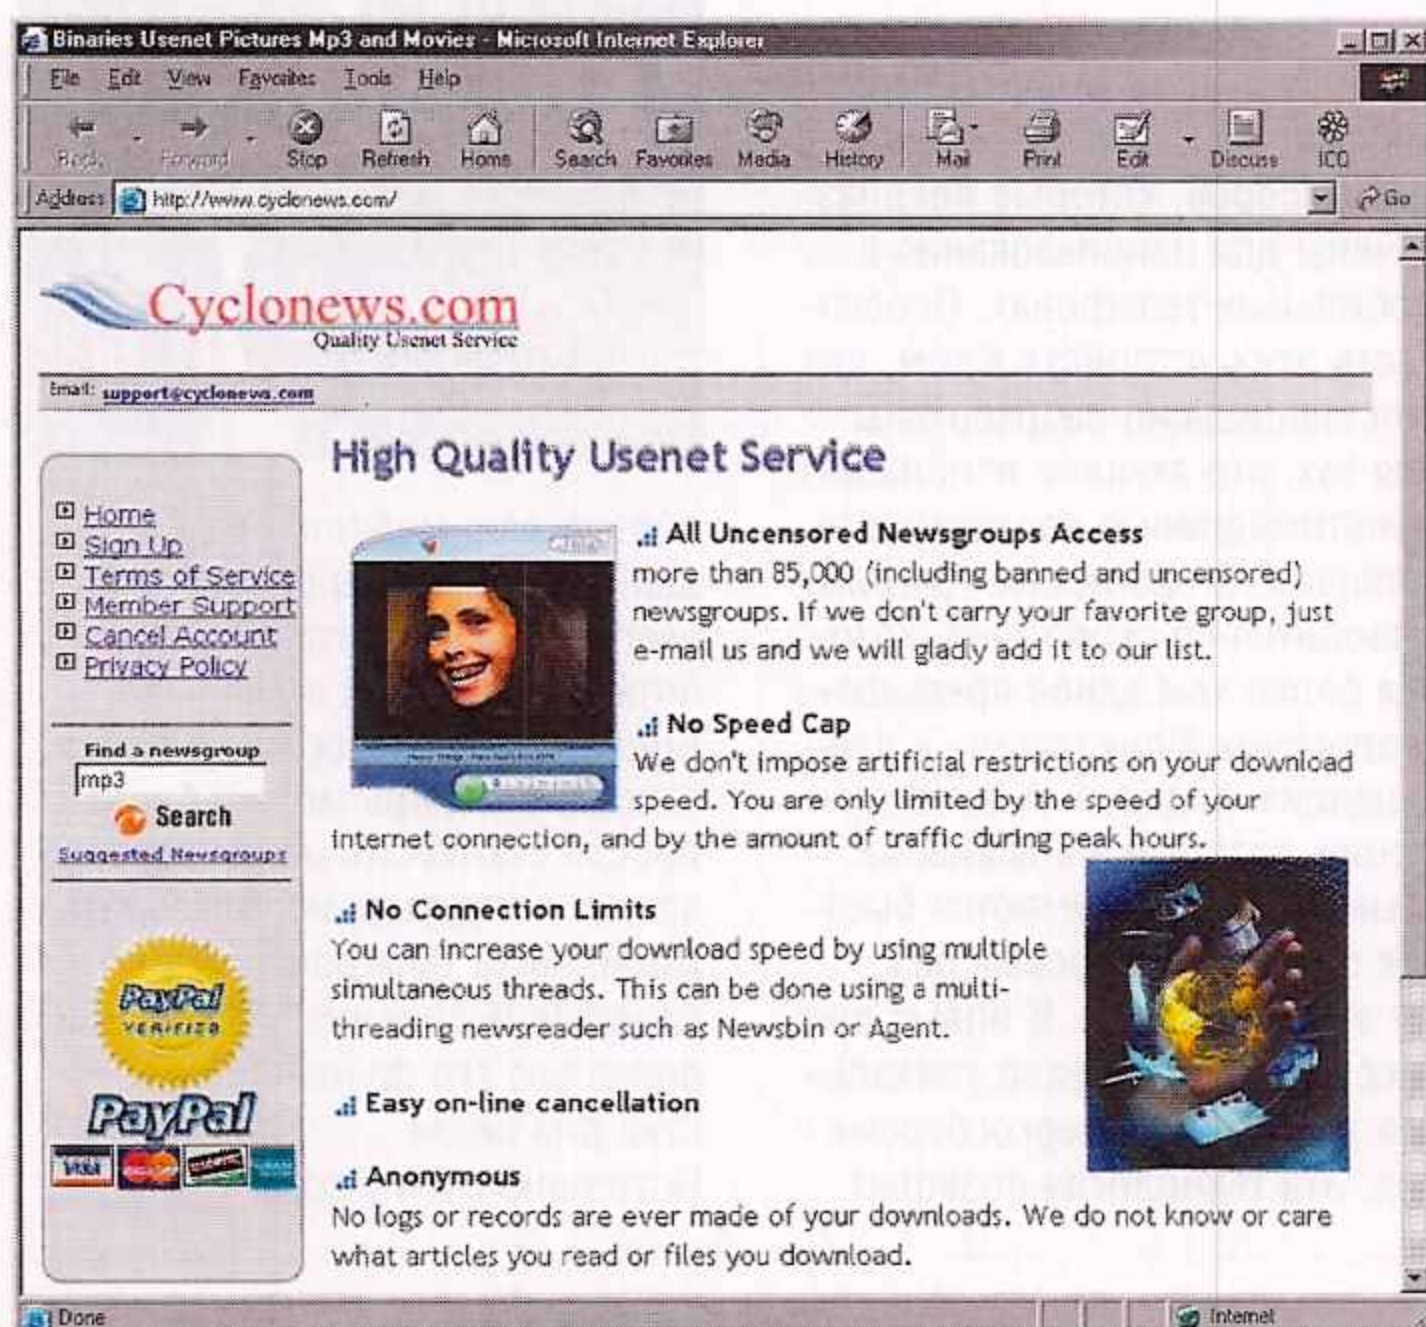 Binaries Usenet Pictures Mp3 and Movies - Microsoft Internet Explorer
File Edit View Favorites Tools Help
Back Forward Stop Refresh Home Search Favorites Media History Mail Print Edit Discuss ICQ
Address http://www.cyclonews.com/ Go
Cyclonews.com
Quality Usenet Service
Email: support@cyclonews.com
High Quality Usenet Service
Home
Sign Up
Terms of Service
Member Support
Cancel Account
Privacy Policy
Find a newsgroup
mp3
Search
Suggested Newsgroups
PayPal
VERIFIED
PayPal
VISA
All Uncensored Newsgroups Access
more than 85,000 (including banned and uncensored)
newsgroups. If we don't carry your favorite group, just
e-mail us and we will gladly add it to our list.
No Speed Cap
We don't impose artificial restrictions on your download
speed. You are only limited by the speed of your
internet connection, and by the amount of traffic during peak hours.
No Connection Limits
You can increase your download speed by using multiple
simultaneous threads. This can be done using a multi-
threading newsreader such as Newsbin or Agent.
Easy on-line cancellation
Anonymous
No logs or records are ever made of your downloads. We do not know or care
what articles you read or files you download.
Done Internet